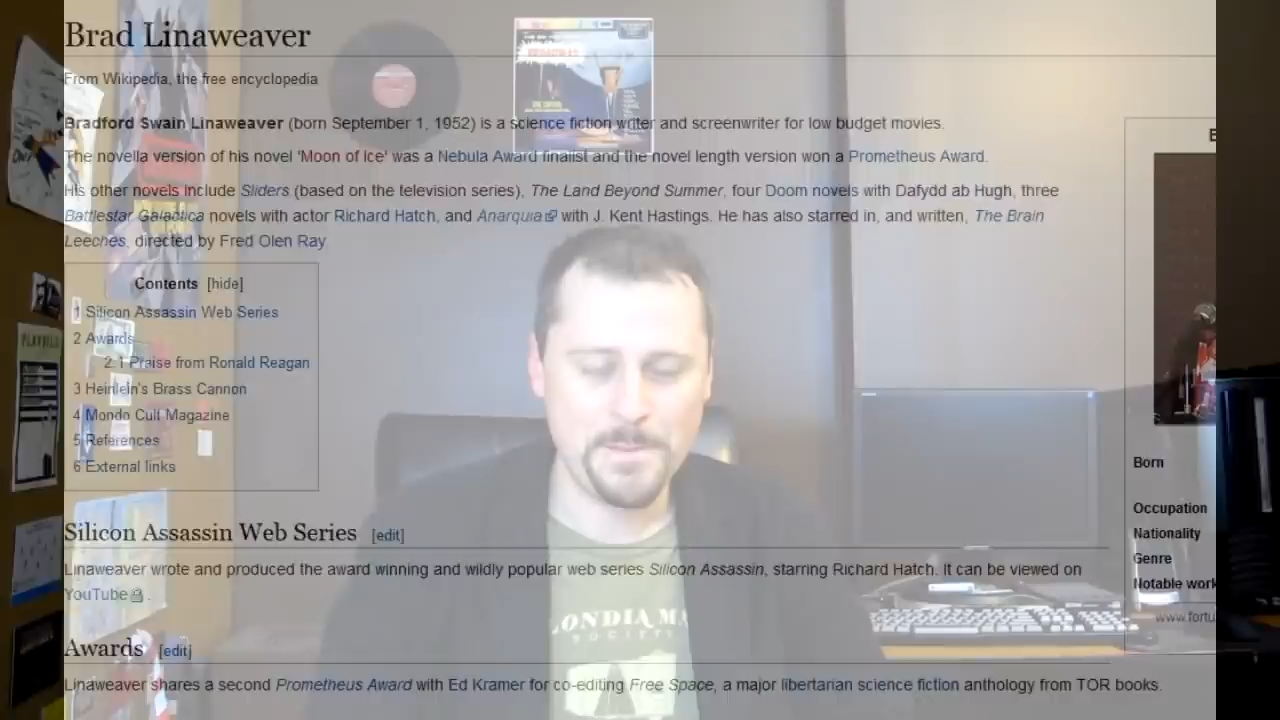 Brad Linaweaver
From Wikipedia, the free encyclopedia
Bradford Swain Linaweaver (born September 1, 1952) is a science fiction writer and screenwriter for low budget movies.
The novella version of his novel 'Moon of Ice' was a Nebula Award finalist and the novel length version won a Prometheus Award.
His other novels include Sliders (based on the television series), The Land Beyond Summer, four Doom novels with Dafydd ab Hugh, three
Battlestar Galactica novels with actor Richard Hatch, and Anarquia with J. Kent Hastings. He has also starred in, and written, The Brain
Leeches, directed by Fred Olen Ray.
Contents [hide]
1 Silicon Assassin Web Series
2 Awards
2.1 Praise from Ronald Reagan
3 Heinlein's Brass Cannon
4 Mondo Cult Magazine
5 References
6 External links
Born
Occupation
Nationality
Genre
Notable work
www.fortu
Silicon Assassin Web Series [edit]
Linaweaver wrote and produced the award winning and wildly popular web series Silicon Assassin, starring Richard Hatch. It can be viewed on
YouTube .
Awards [edit]
Linaweaver shares a second Prometheus Award with Ed Kramer for co-editing Free Space, a major libertarian science fiction anthology from TOR books.
PLAYBILL
SOCIETY